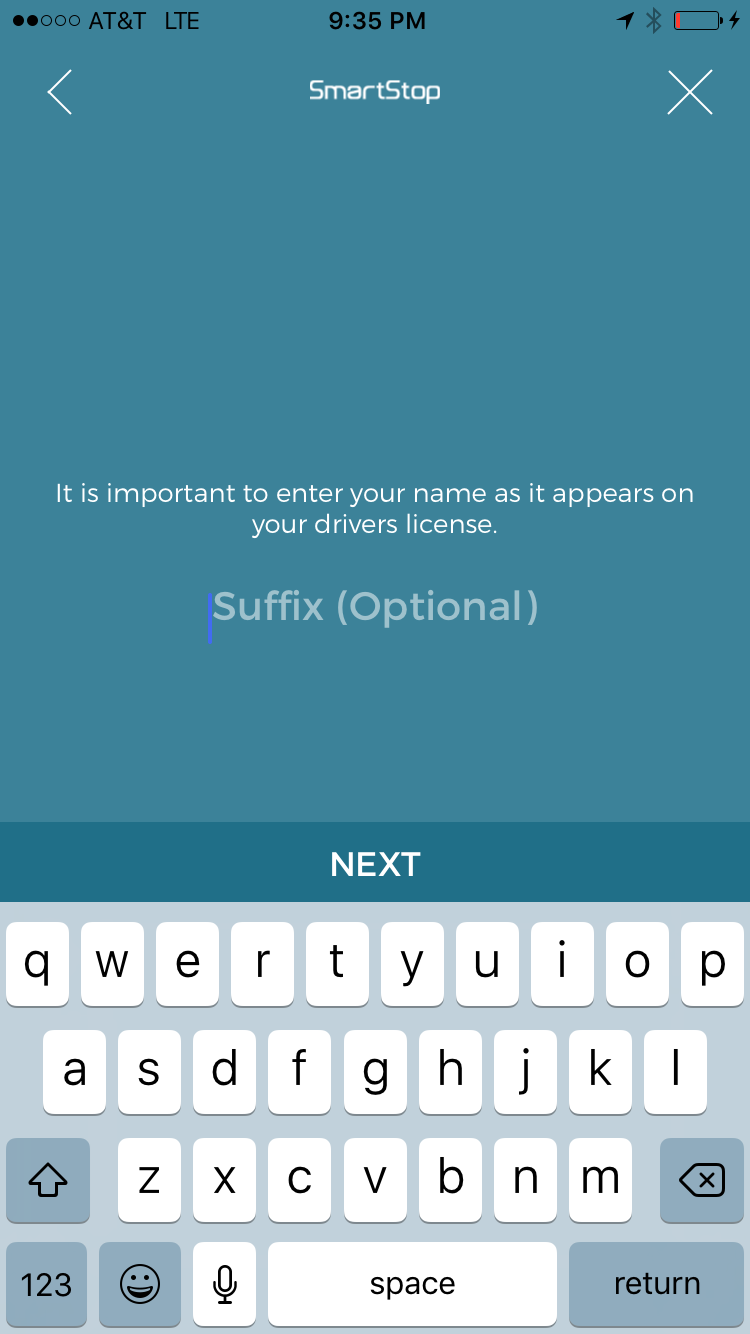 AT&T LTE 9:35 PM
SmartStop
It is important to enter your name as it appears on
your drivers license.
Suffix (Optional)
NEXT
q w e r t y u i o p
a s d f g h j k l
z x c v b n m
123 space return